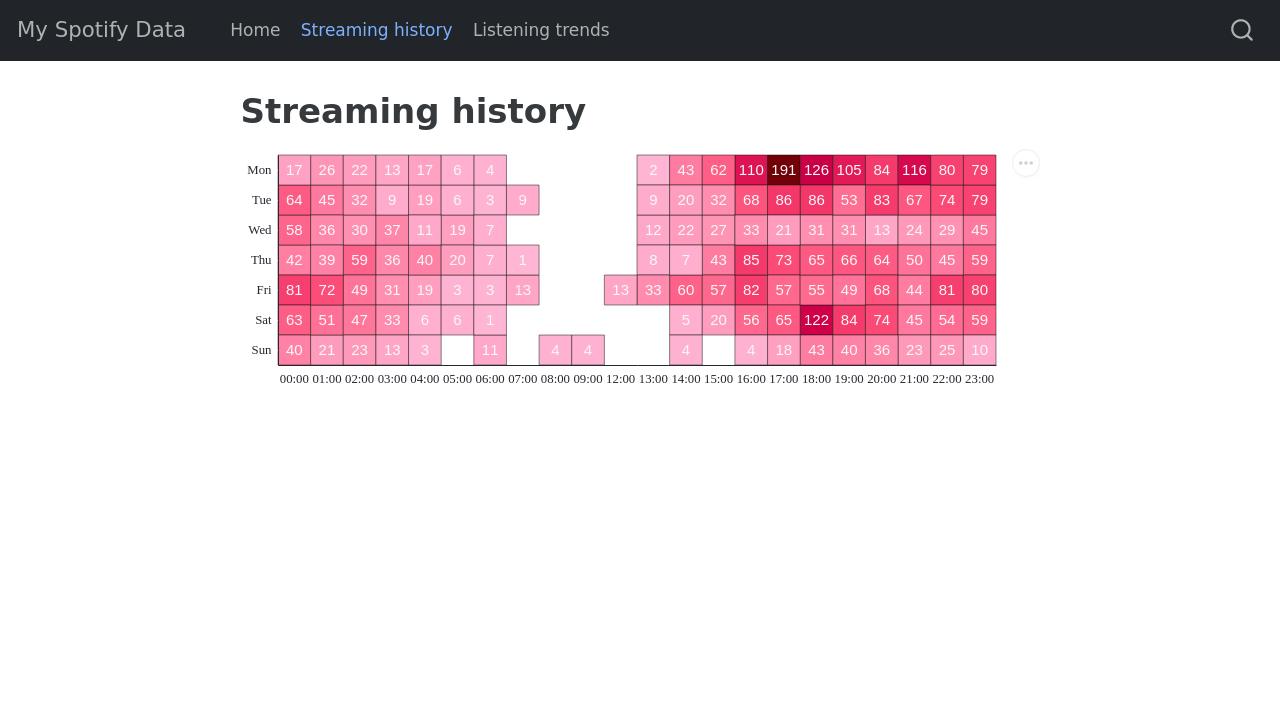 My Spotify Data Home Streaming history Listening trends
Streaming history
Mon 17 26 22 13 17 6 4 2 43 62 110 191 126 105 84 116 80 79
Tue 64 45 32 9 19 6 3 9 9 20 32 68 86 86 53 83 67 74 79
Wed 58 36 30 37 11 19 7 12 22 27 33 21 31 31 13 24 29 45
Thu 42 39 59 36 40 20 7 1 8 7 43 85 73 65 66 64 50 45 59
Fri 81 72 49 31 19 3 3 13 13 33 60 57 82 57 55 49 68 44 81 80
Sat 63 51 47 33 6 6 1 5 20 56 65 122 84 74 45 54 59
Sun 40 21 23 13 3 11 4 4 4 4 18 43 40 36 23 25 10
00:00 01:00 02:00 03:00 04:00 05:00 06:00 07:00 08:00 09:00 12:00 13:00 14:00 15:00 16:00 17:00 18:00 19:00 20:00 21:00 22:00 23:00